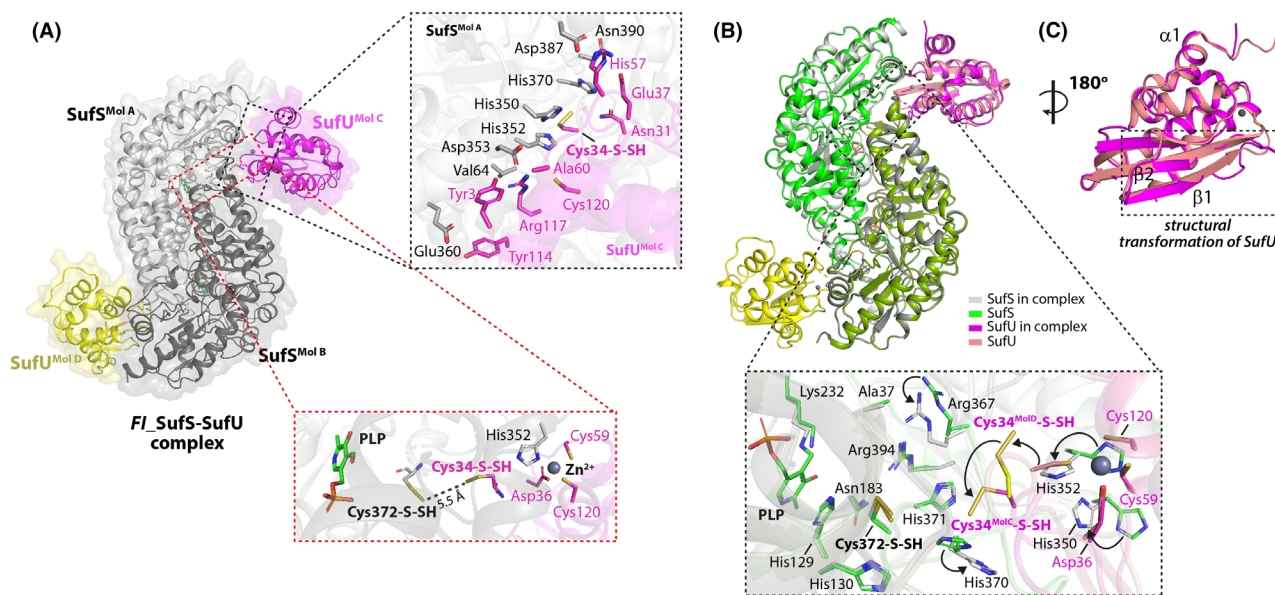 (A)
SufS^Mol A
SufU^Mol C
SufU^Mol D
SufS^Mol B
FI_SufS-SufU
complex
SufS^Mol A
Asn390
Asp387
His57
His370
Glu37
His350
His352
Asn31
Cys34-S-SH
Asp353
Val64
Ala60
Tyr3
Cys120
Arg117
Glu360
Tyr114
SufU^Mol C
PLP
His352
Cys59
Cys34-S-SH
Zn²⁺
5.5 Å
Asp36
Cys372-S-SH
Cys120
(B)
SufS in complex
SufS
SufU in complex
SufU
Lys232
Ala37
Arg367
Cys34^MolD-S-SH
Cys120
Arg394
Asn183
His352
Cys59
PLP
His371
Cys34^MolC-S-SH
Cys372-S-SH
His350
His129
Asp36
His130
His370
(C)
α1
180°
β2
β1
structural
transformation of SufU